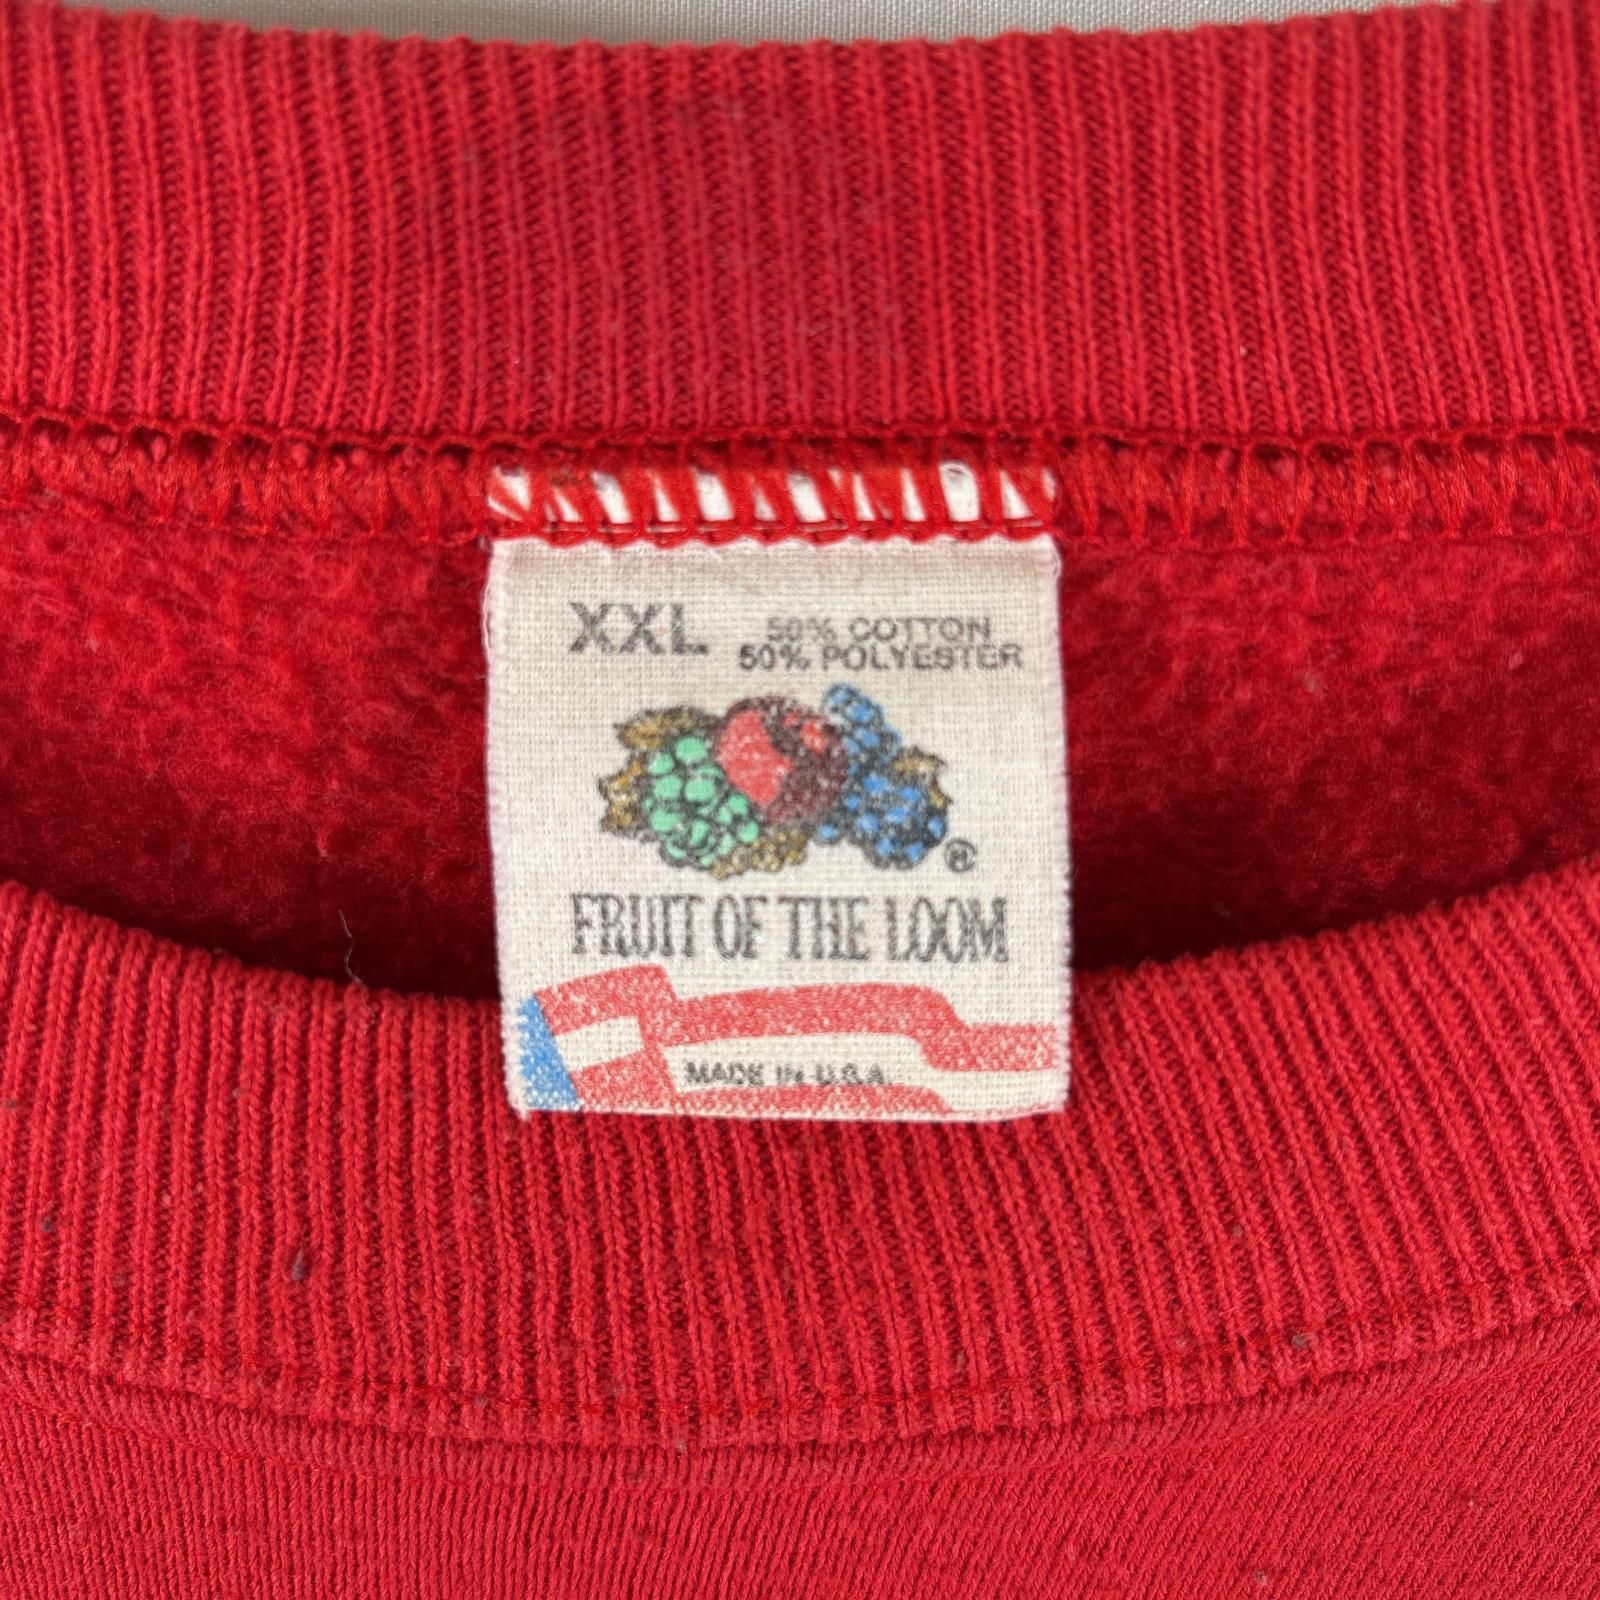 XXL
50% COTTON
50% POLYESTER
®
FRUIT OF THE LOOM
MADE IN U.S.A.